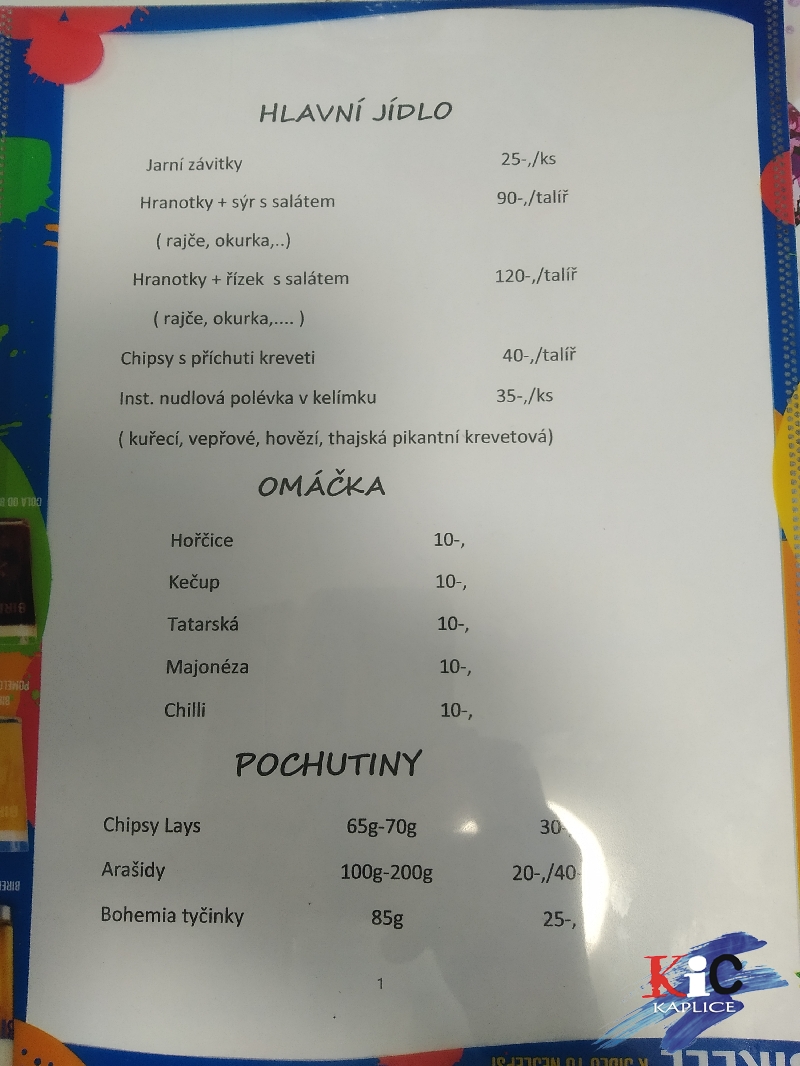 HLAVNÍ JÍDLO
Jarní závitky 25-,/ks
Hranotky + sýr s salátem 90-,/talíř
( rajče, okurka,..)
Hranotky + řízek s salátem 120-,/talíř
( rajče, okurka,.... )
Chipsy s příchuti kreveti 40-,/talíř
Inst. nudlová polévka v kelímku 35-,/ks
( kuřecí, vepřové, hovězí, thajská pikantní krevetová)
OMÁČKA
Hořčice 10-,
Kečup 10-,
Tatarská 10-,
Majonéza 10-,
Chilli 10-,
POCHUTINY
Chipsy Lays 65g-70g 30-,
Arašidy 100g-200g 20-,/40-
Bohemia tyčinky 85g 25-,
1
KiC
KAPLICE
K JÍDLU TO NEJLEPŠÍ